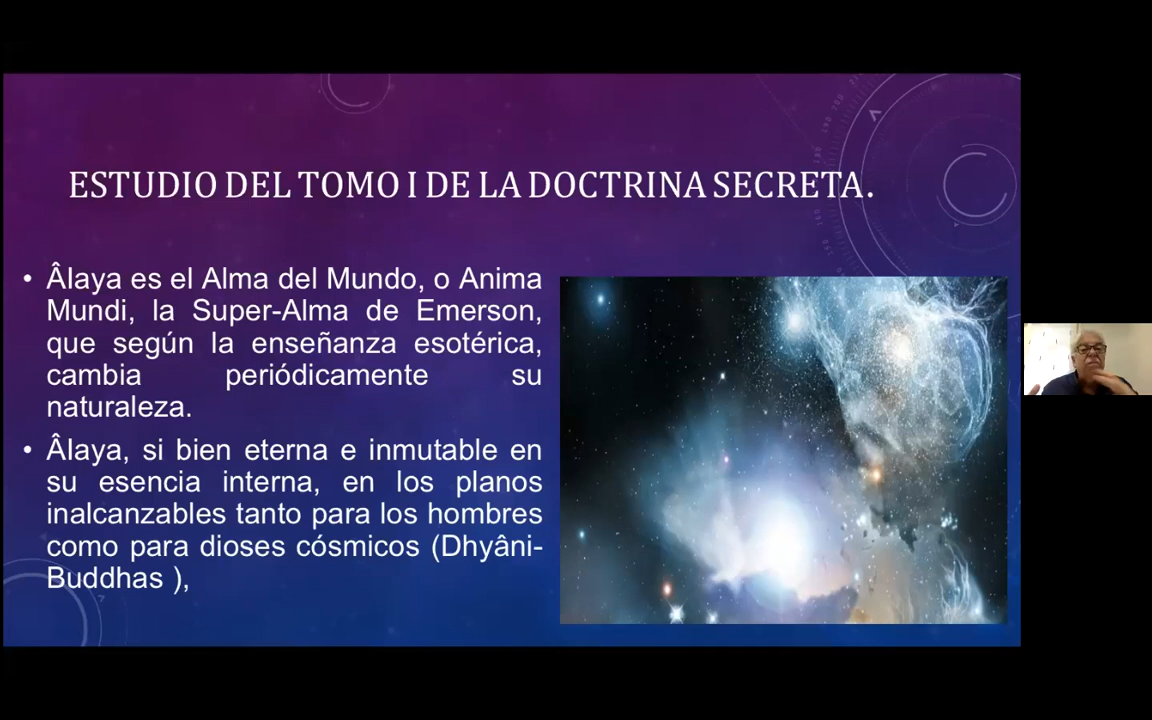 ESTUDIO DEL TOMO I DE LA DOCTRINA SECRETA.
• Âlaya es el Alma del Mundo, o Anima
Mundi, la Super-Alma de Emerson,
que según la enseñanza esotérica,
cambia periódicamente su
naturaleza.
• Âlaya, si bien eterna e inmutable en
su esencia interna, en los planos
inalcanzables tanto para los hombres
como para dioses cósmicos (Dhyâni-
Buddhas ),